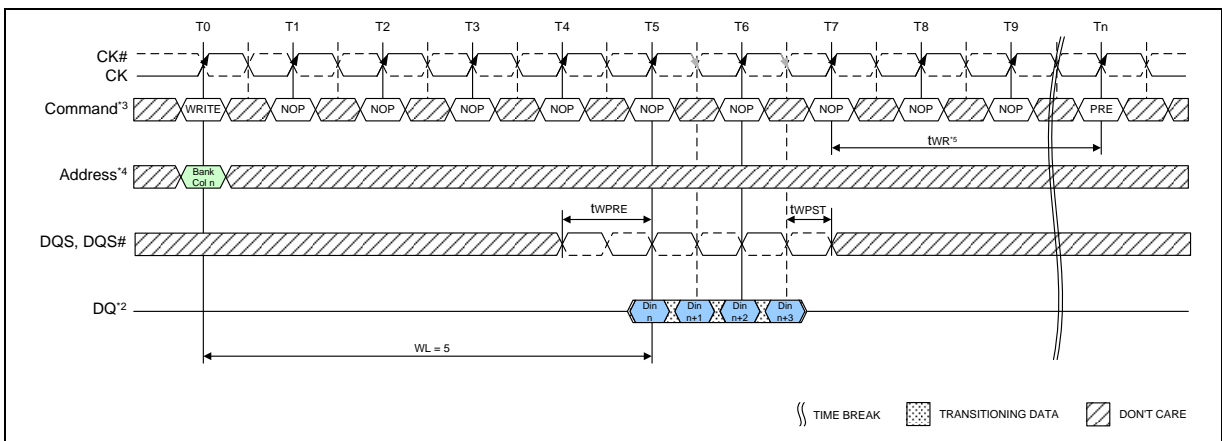 T0 T1 T2 T3 T4 T5 T6 T7 T8 T9 Tn
CK#
CK
Command*3 WRITE NOP NOP NOP NOP NOP NOP NOP NOP NOP PRE
tWR*5
Address*4 Bank Col n
tWPRE tWPST
DQS, DQS#
DQ*2 Din n Din n+1 Din n+2 Din n+3
WL = 5
TIME BREAK TRANSITIONING DATA DON'T CARE